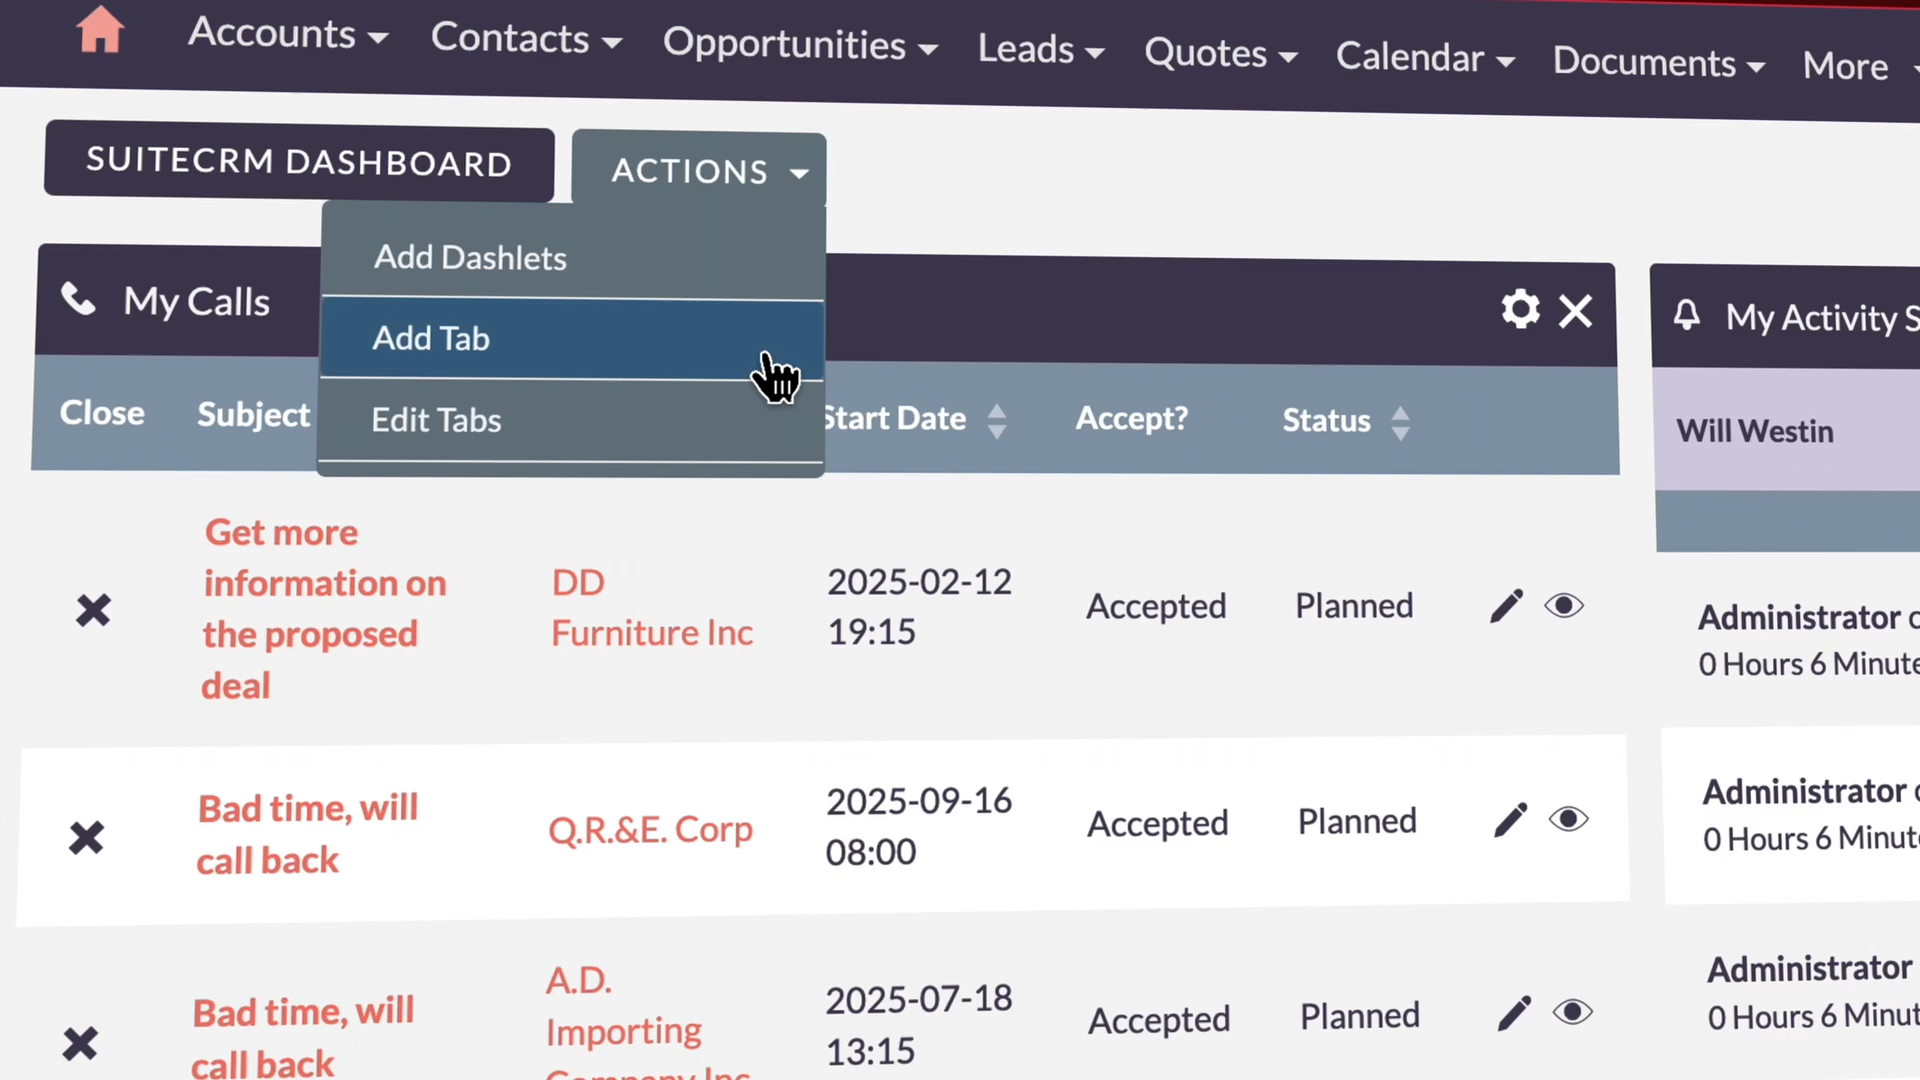 Accounts Contacts Opportunities Leads Quotes Calendar Documents More
SUITECRM DASHBOARD ACTIONS
Add Dashlets
Add Tab
Edit Tabs
My Calls
Close Subject Start Date Accept? Status
Get more
information on
the proposed
deal
DD
Furniture Inc
2025-02-12
19:15
Accepted
Planned
Bad time, will
call back
Q.R.&E. Corp
2025-09-16
08:00
Accepted
Planned
Bad time, will
call back
A.D.
Importing
Company Inc
2025-07-18
13:15
Accepted
Planned
My Activity S
Will Westin
Administrator
0 Hours 6 Minute
Administrator
0 Hours 6 Minut
Administrator
0 Hours 6 Minut